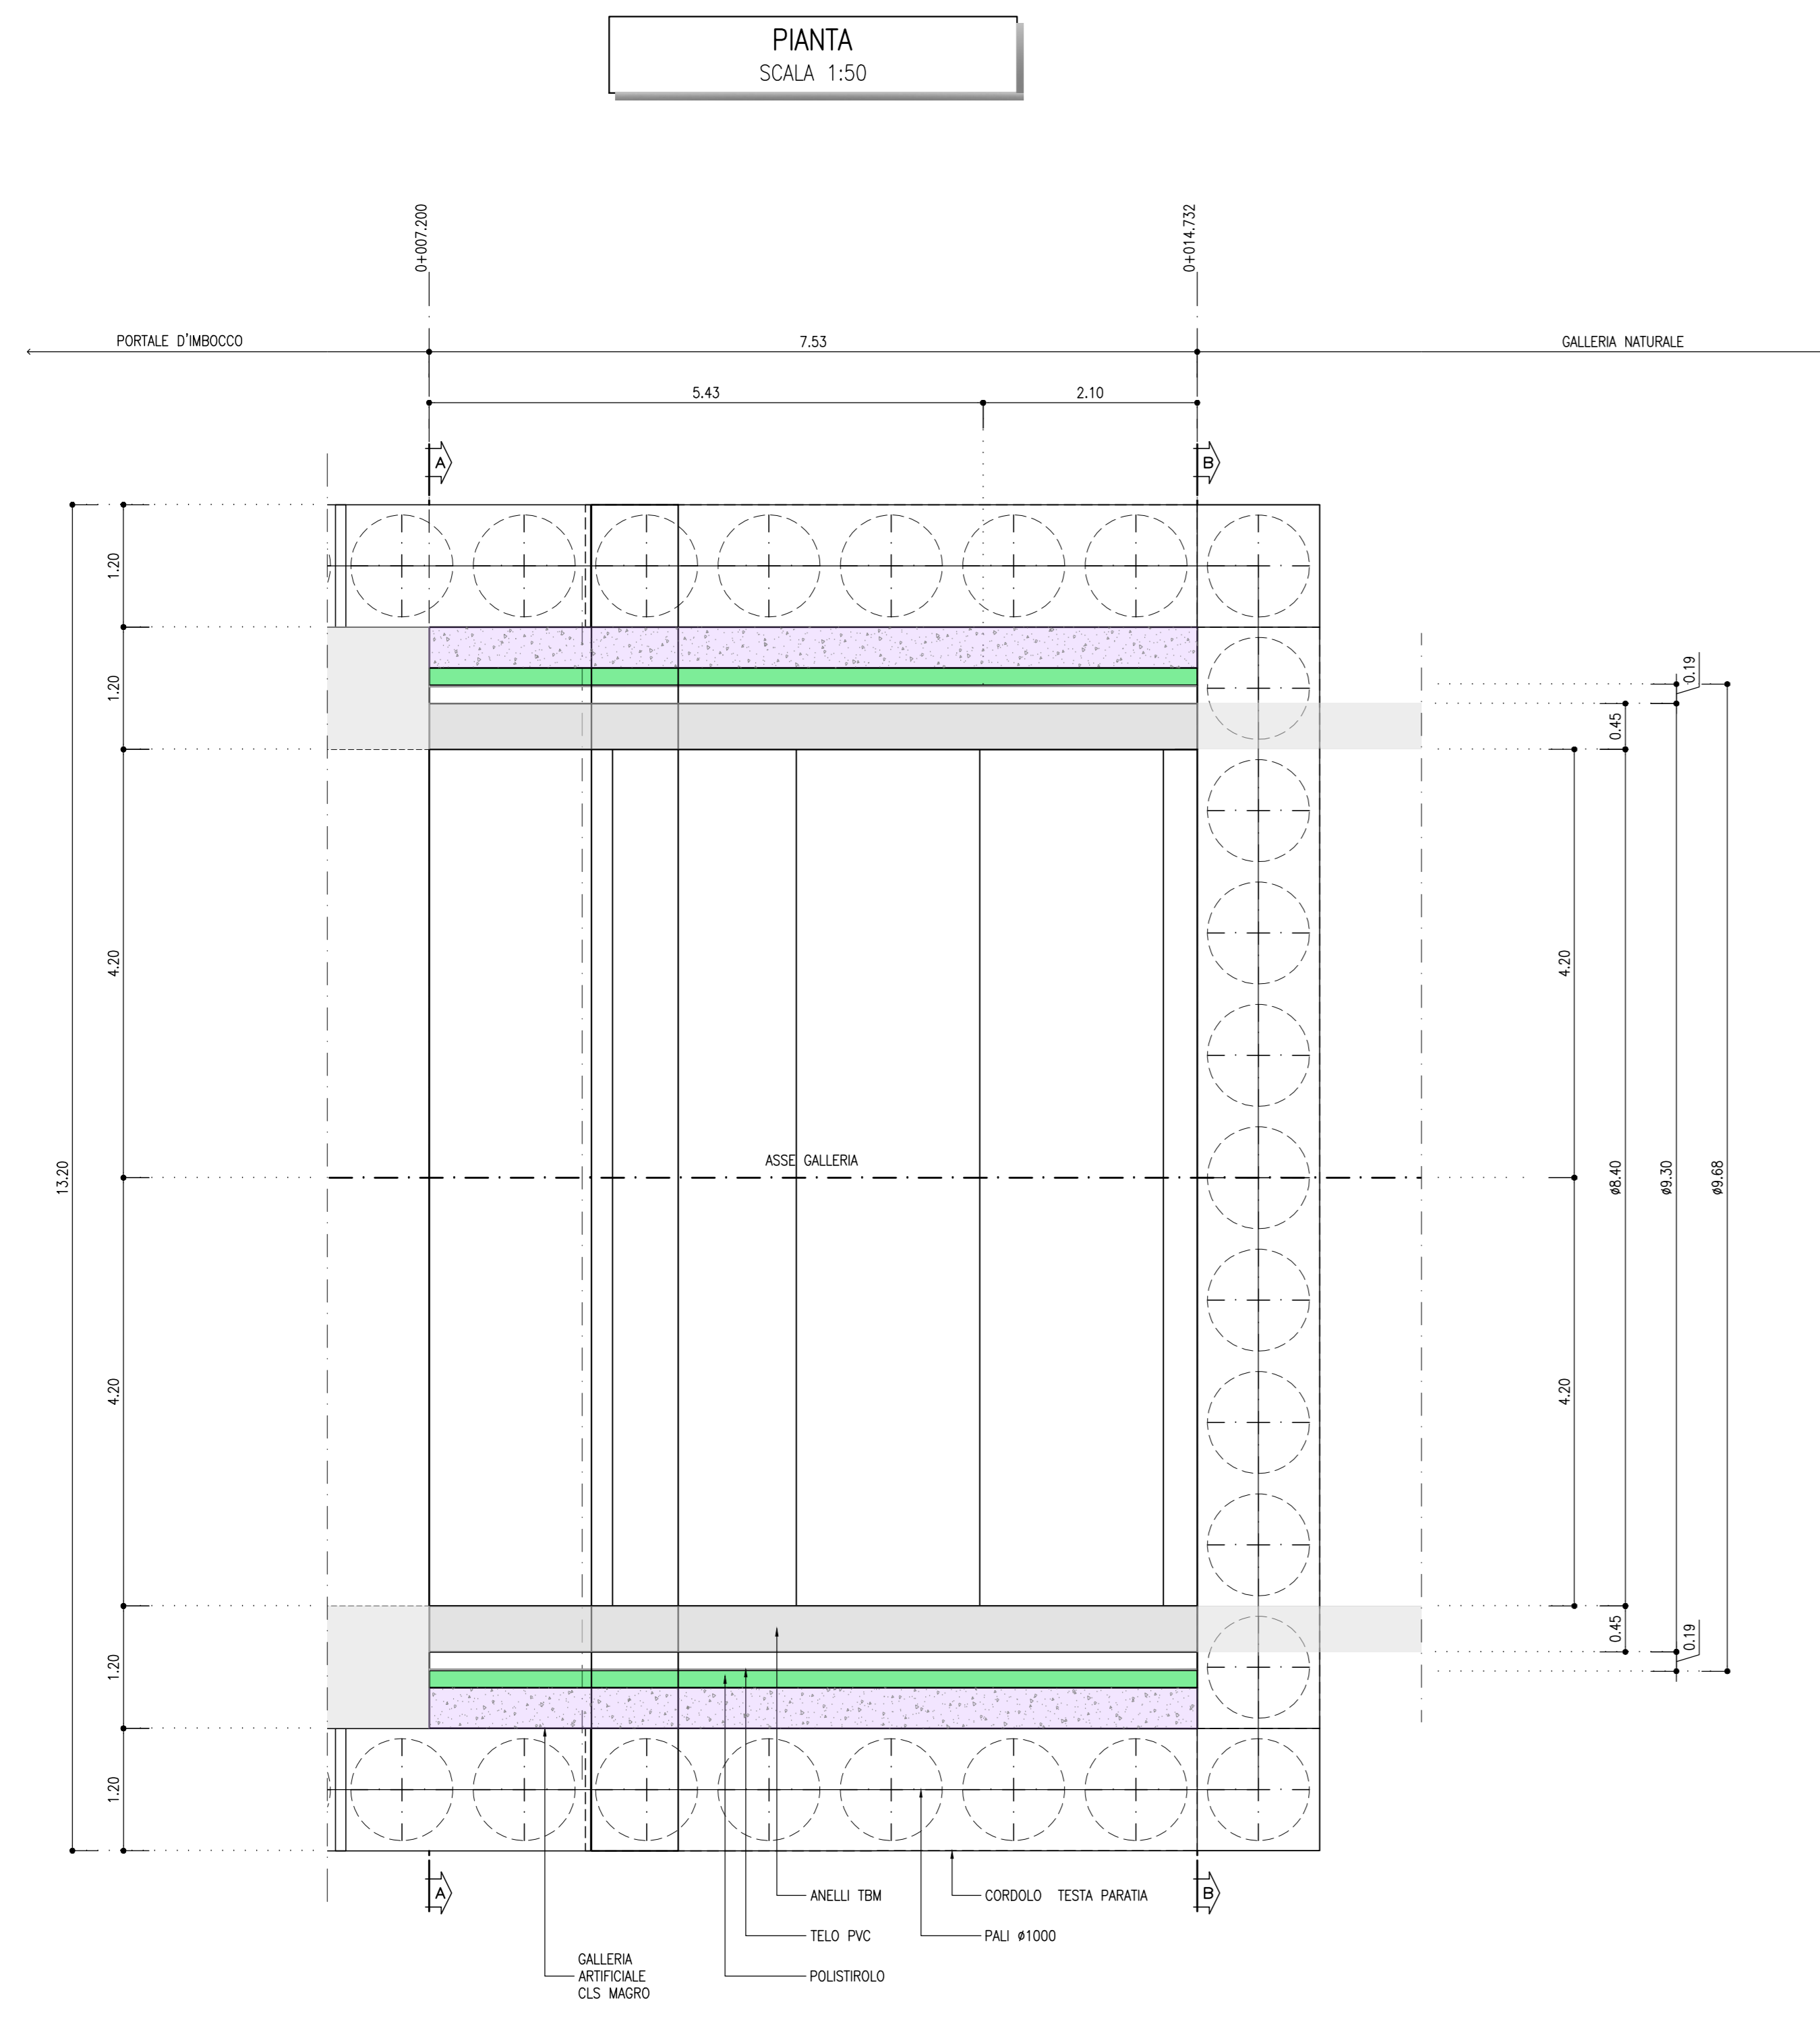 PIANTA
SCALA 1:50
0+007.200
0+014.732
PORTALE D'IMBOCCO
7.53
GALLERIA NATURALE
5.43
2.10
A
B
1.20
1.20
0.19
0.45
4.20
4.20
ASSE GALLERIA
13.20
ø8.40
ø9.30
ø9.68
4.20
4.20
1.20
0.45
0.19
1.20
A
B
ANELLI TBM
CORDOLO TESTA PARATIA
TELO PVC
PALI ø1000
GALLERIA
ARTIFICIALE
CLS MAGRO
POLISTIROLO